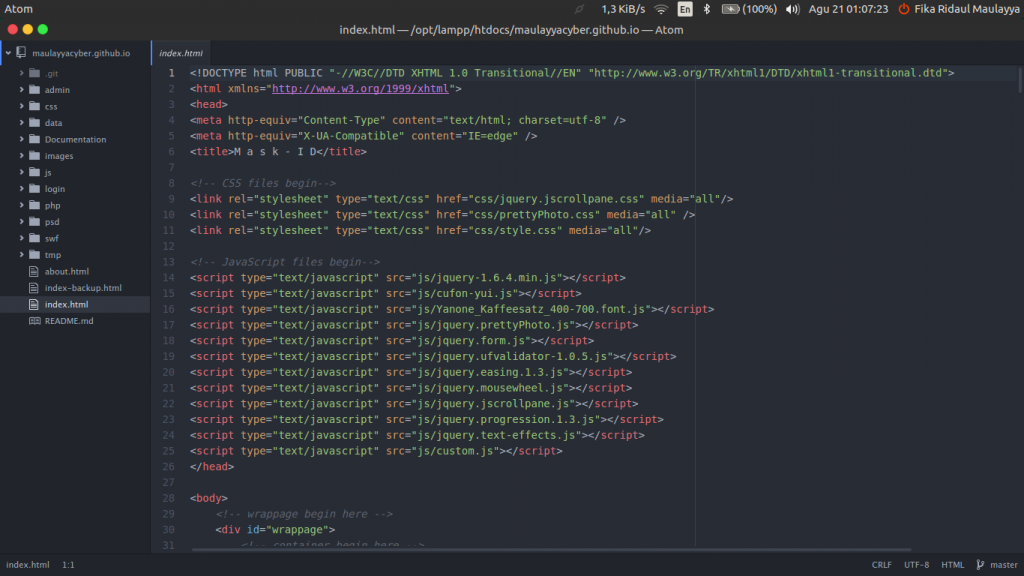 Atom
1,3 KiB/s En (100%) Agu 21 01:07:23 Fika Ridaul Maulayya
index.html — /opt/lampp/htdocs/maulayyacyber.github.io — Atom
maulayyacyber.github.io
.git
admin
css
data
Documentation
images
js
login
php
psd
swf
tmp
about.html
index-backup.html
index.html
README.md
index.html
1 <!DOCTYPE html PUBLIC "-//W3C//DTD XHTML 1.0 Transitional//EN" "http://www.w3.org/TR/xhtml1/DTD/xhtml1-transitional.dtd">
2 <html xmlns="http://www.w3.org/1999/xhtml">
3 <head>
4 <meta http-equiv="Content-Type" content="text/html; charset=utf-8" />
5 <meta http-equiv="X-UA-Compatible" content="IE=edge" />
6 <title>M a s k - I D</title>
7
8 <!-- CSS files begin-->
9 <link rel="stylesheet" type="text/css" href="css/jquery.jscrollpane.css" media="all"/>
10 <link rel="stylesheet" type="text/css" href="css/prettyPhoto.css" media="all" />
11 <link rel="stylesheet" type="text/css" href="css/style.css" media="all"/>
12
13 <!-- JavaScript files begin-->
14 <script type="text/javascript" src="js/jquery-1.6.4.min.js"></script>
15 <script type="text/javascript" src="js/cufon-yui.js"></script>
16 <script type="text/javascript" src="js/Yanone_Kaffeesatz_400-700.font.js"></script>
17 <script type="text/javascript" src="js/jquery.prettyPhoto.js"></script>
18 <script type="text/javascript" src="js/jquery.form.js"></script>
19 <script type="text/javascript" src="js/jquery.ufvalidator-1.0.5.js"></script>
20 <script type="text/javascript" src="js/jquery.easing.1.3.js"></script>
21 <script type="text/javascript" src="js/jquery.mousewheel.js"></script>
22 <script type="text/javascript" src="js/jquery.jscrollpane.js"></script>
23 <script type="text/javascript" src="js/jquery.progression.1.3.js"></script>
24 <script type="text/javascript" src="js/jquery.text-effects.js"></script>
25 <script type="text/javascript" src="js/custom.js"></script>
26 </head>
27
28 <body>
29 <!-- wrappage begin here -->
30 <div id="wrappage">
31 <!-- container begin here -->
index.html 1:1 CRLF UTF-8 HTML master